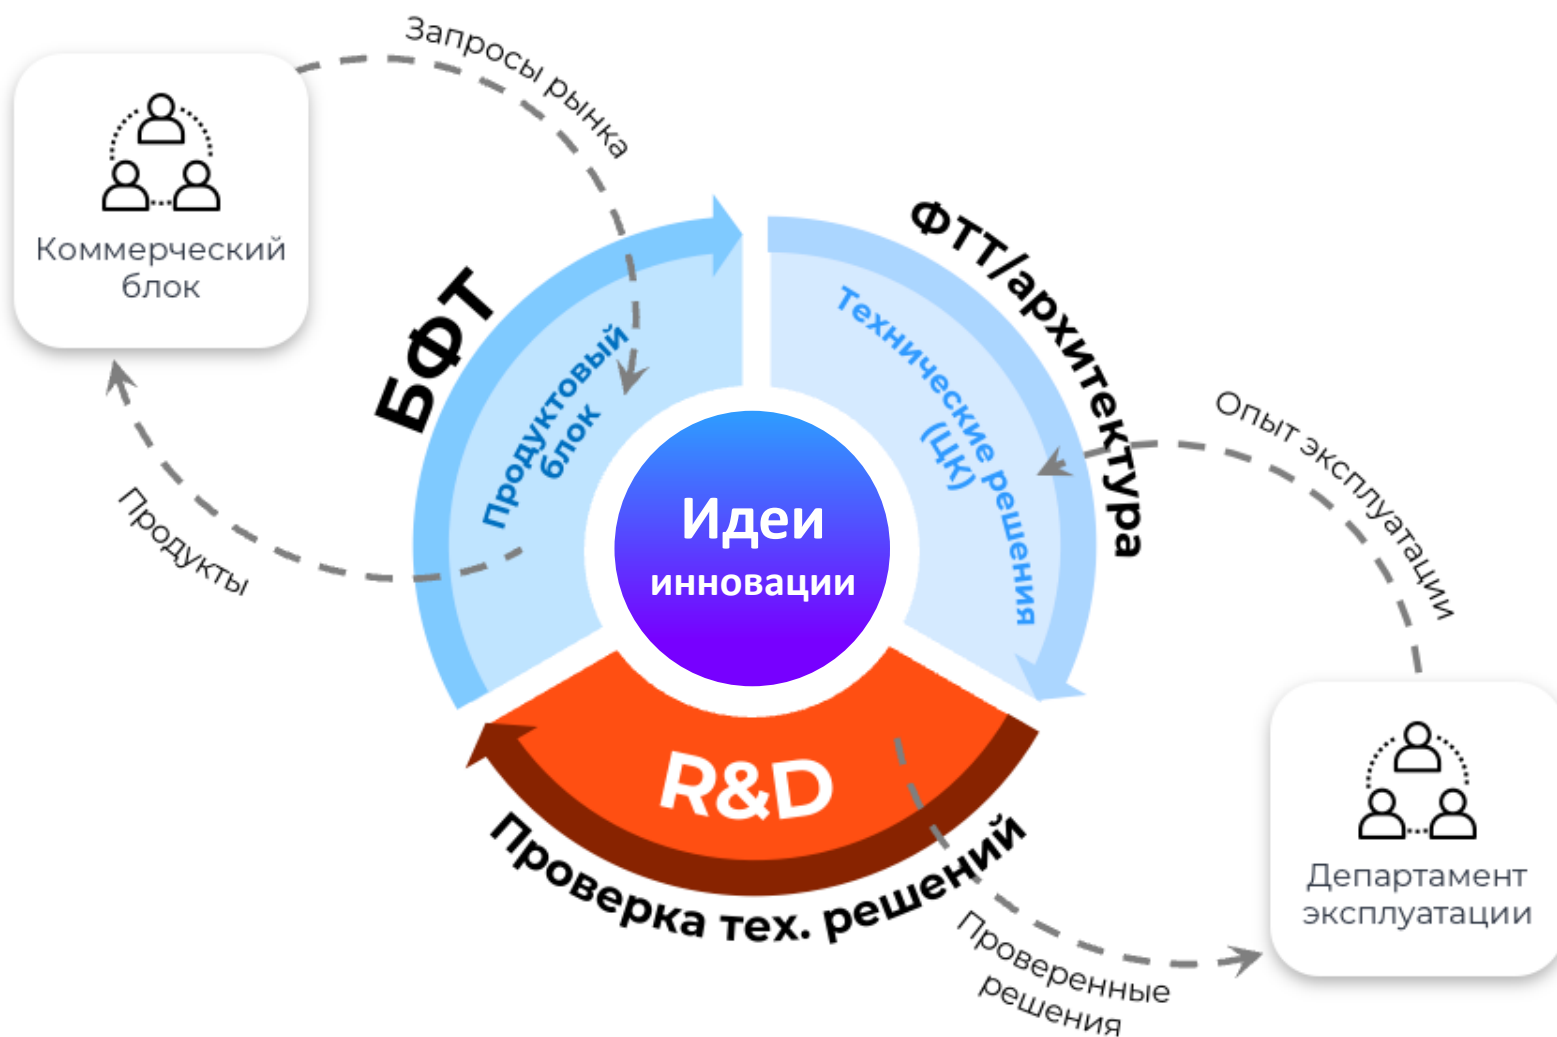 Запросы рынка
Коммерческий
блок
БФТ
ФТТ/архитектура
Продуктовый
блок
Технические решения
(ЦК)
Опыт эксплуатации
Продукты
Идеи
инновации
R&D
Проверка тех. решений
Департамент
эксплуатации
Проверенные
решения